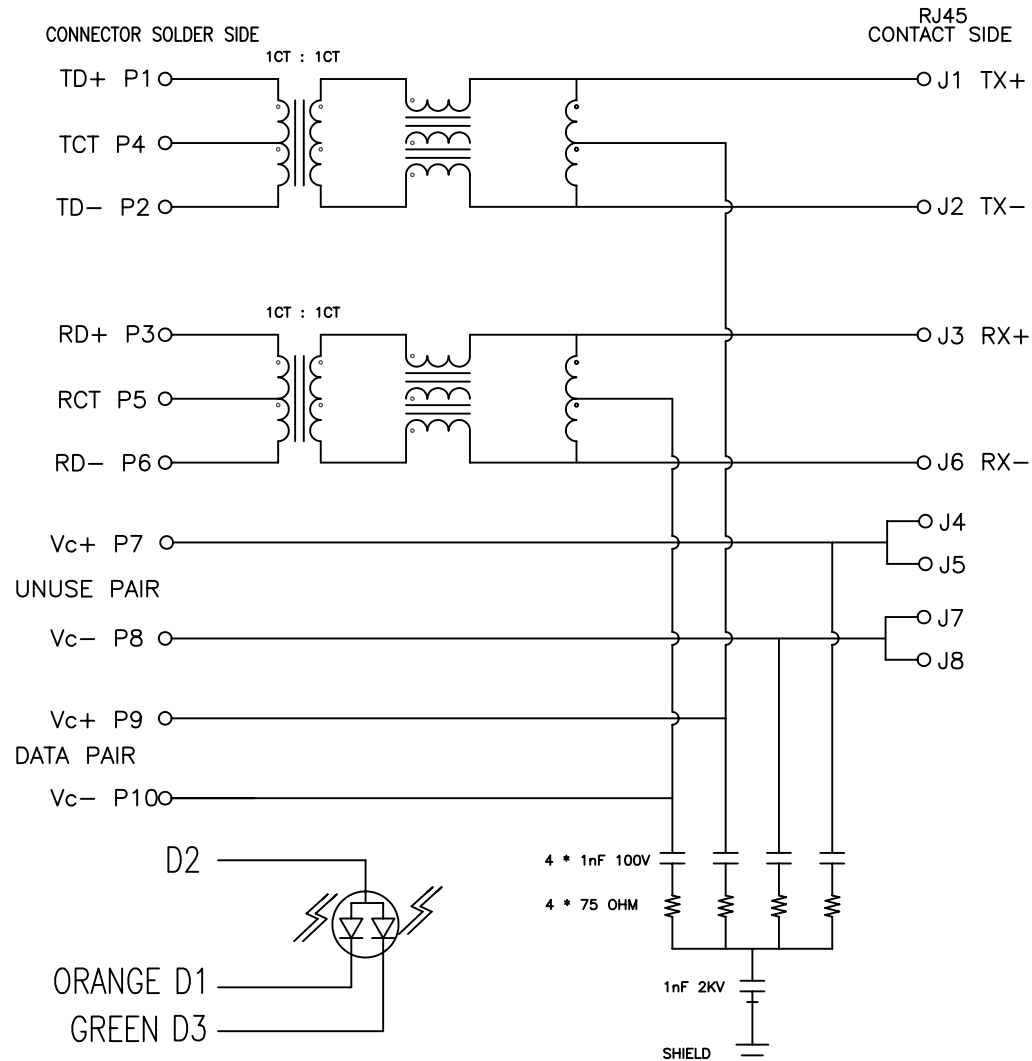 RJ45
CONNECTOR SOLDER SIDE
CONTACT SIDE
1CT : 1CT
TD+ P1
J1 TX+
TCT P4
TD− P2
J2 TX−
1CT : 1CT
RD+ P3
J3 RX+
RCT P5
RD− P6
J6 RX−
J4
Vc+ P7
J5
UNUSE PAIR
J7
Vc− P8
J8
Vc+ P9
DATA PAIR
Vc− P10
D2
4 * 1nF 100V
4 * 75 OHM
ORANGE D1
1nF 2KV
GREEN D3
SHIELD